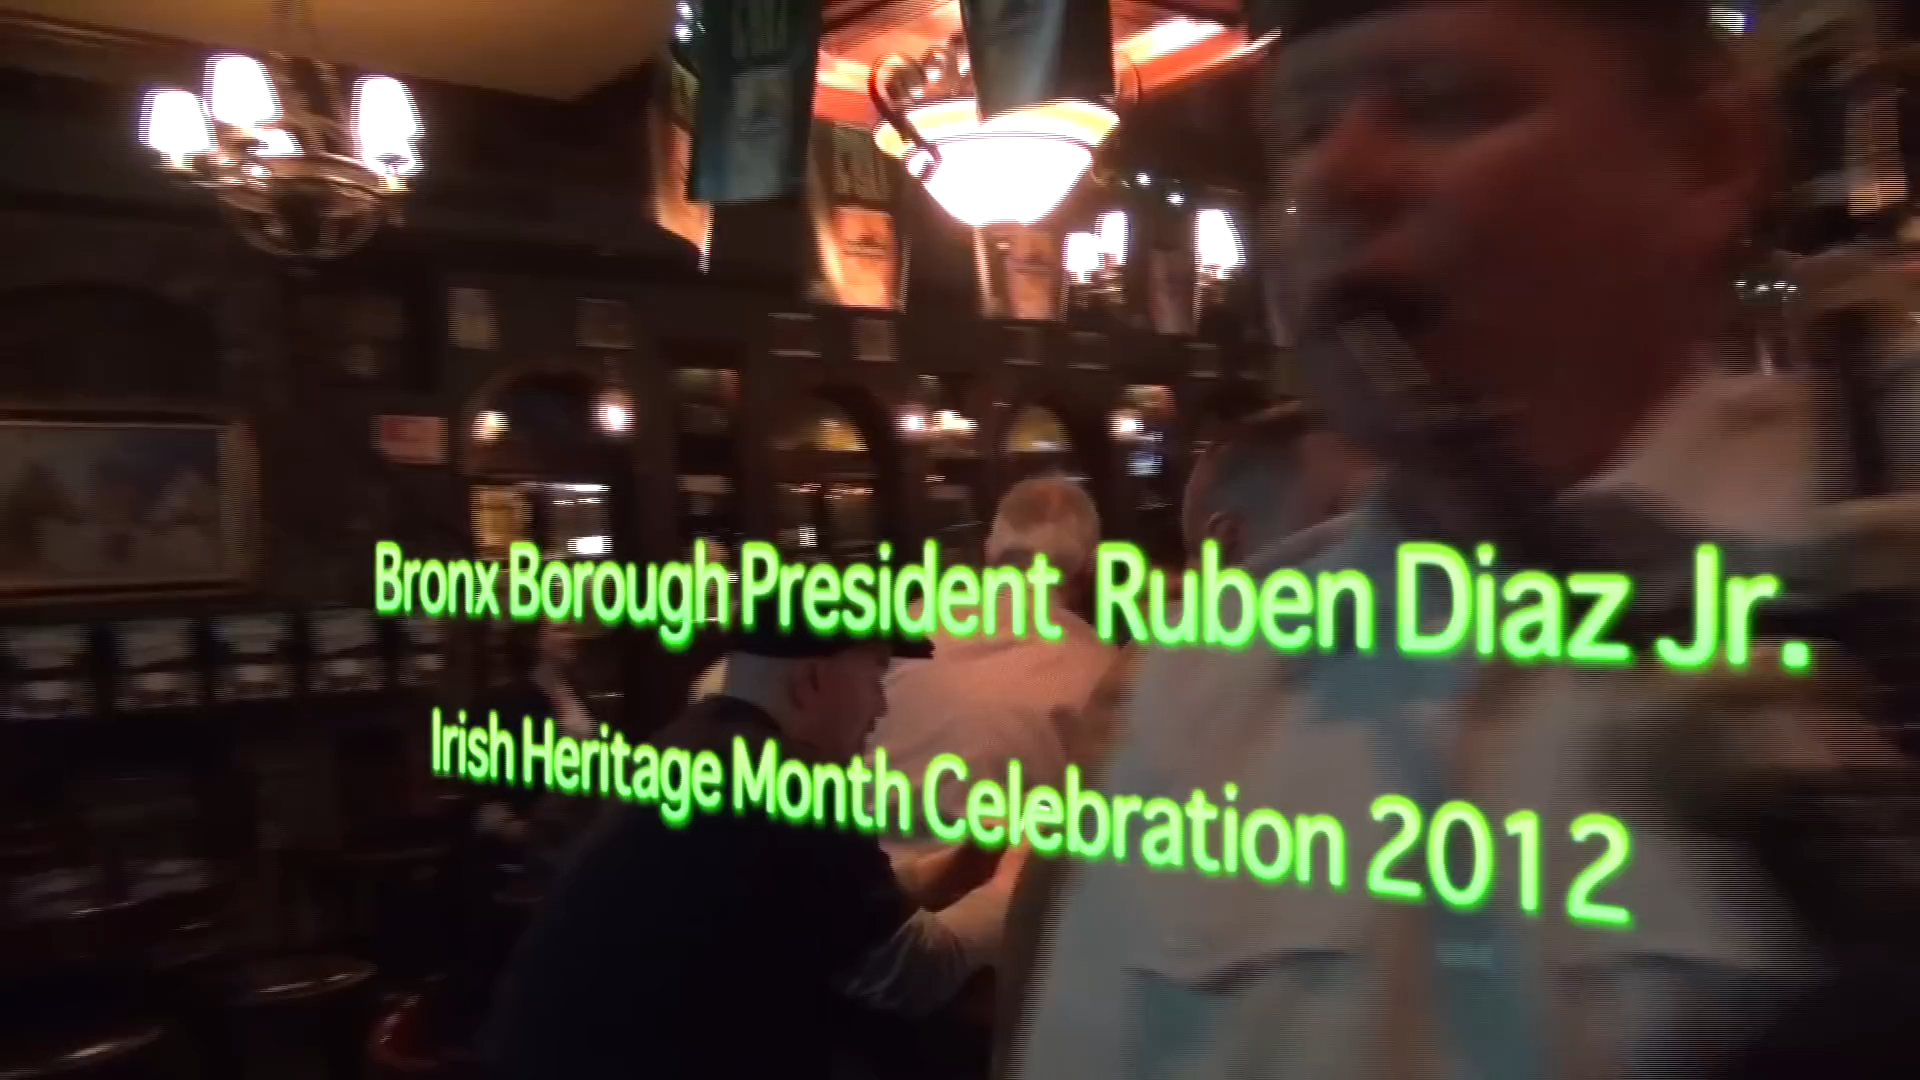 Bronx Borough President Ruben Diaz Jr.
Irish Heritage Month Celebration 2012